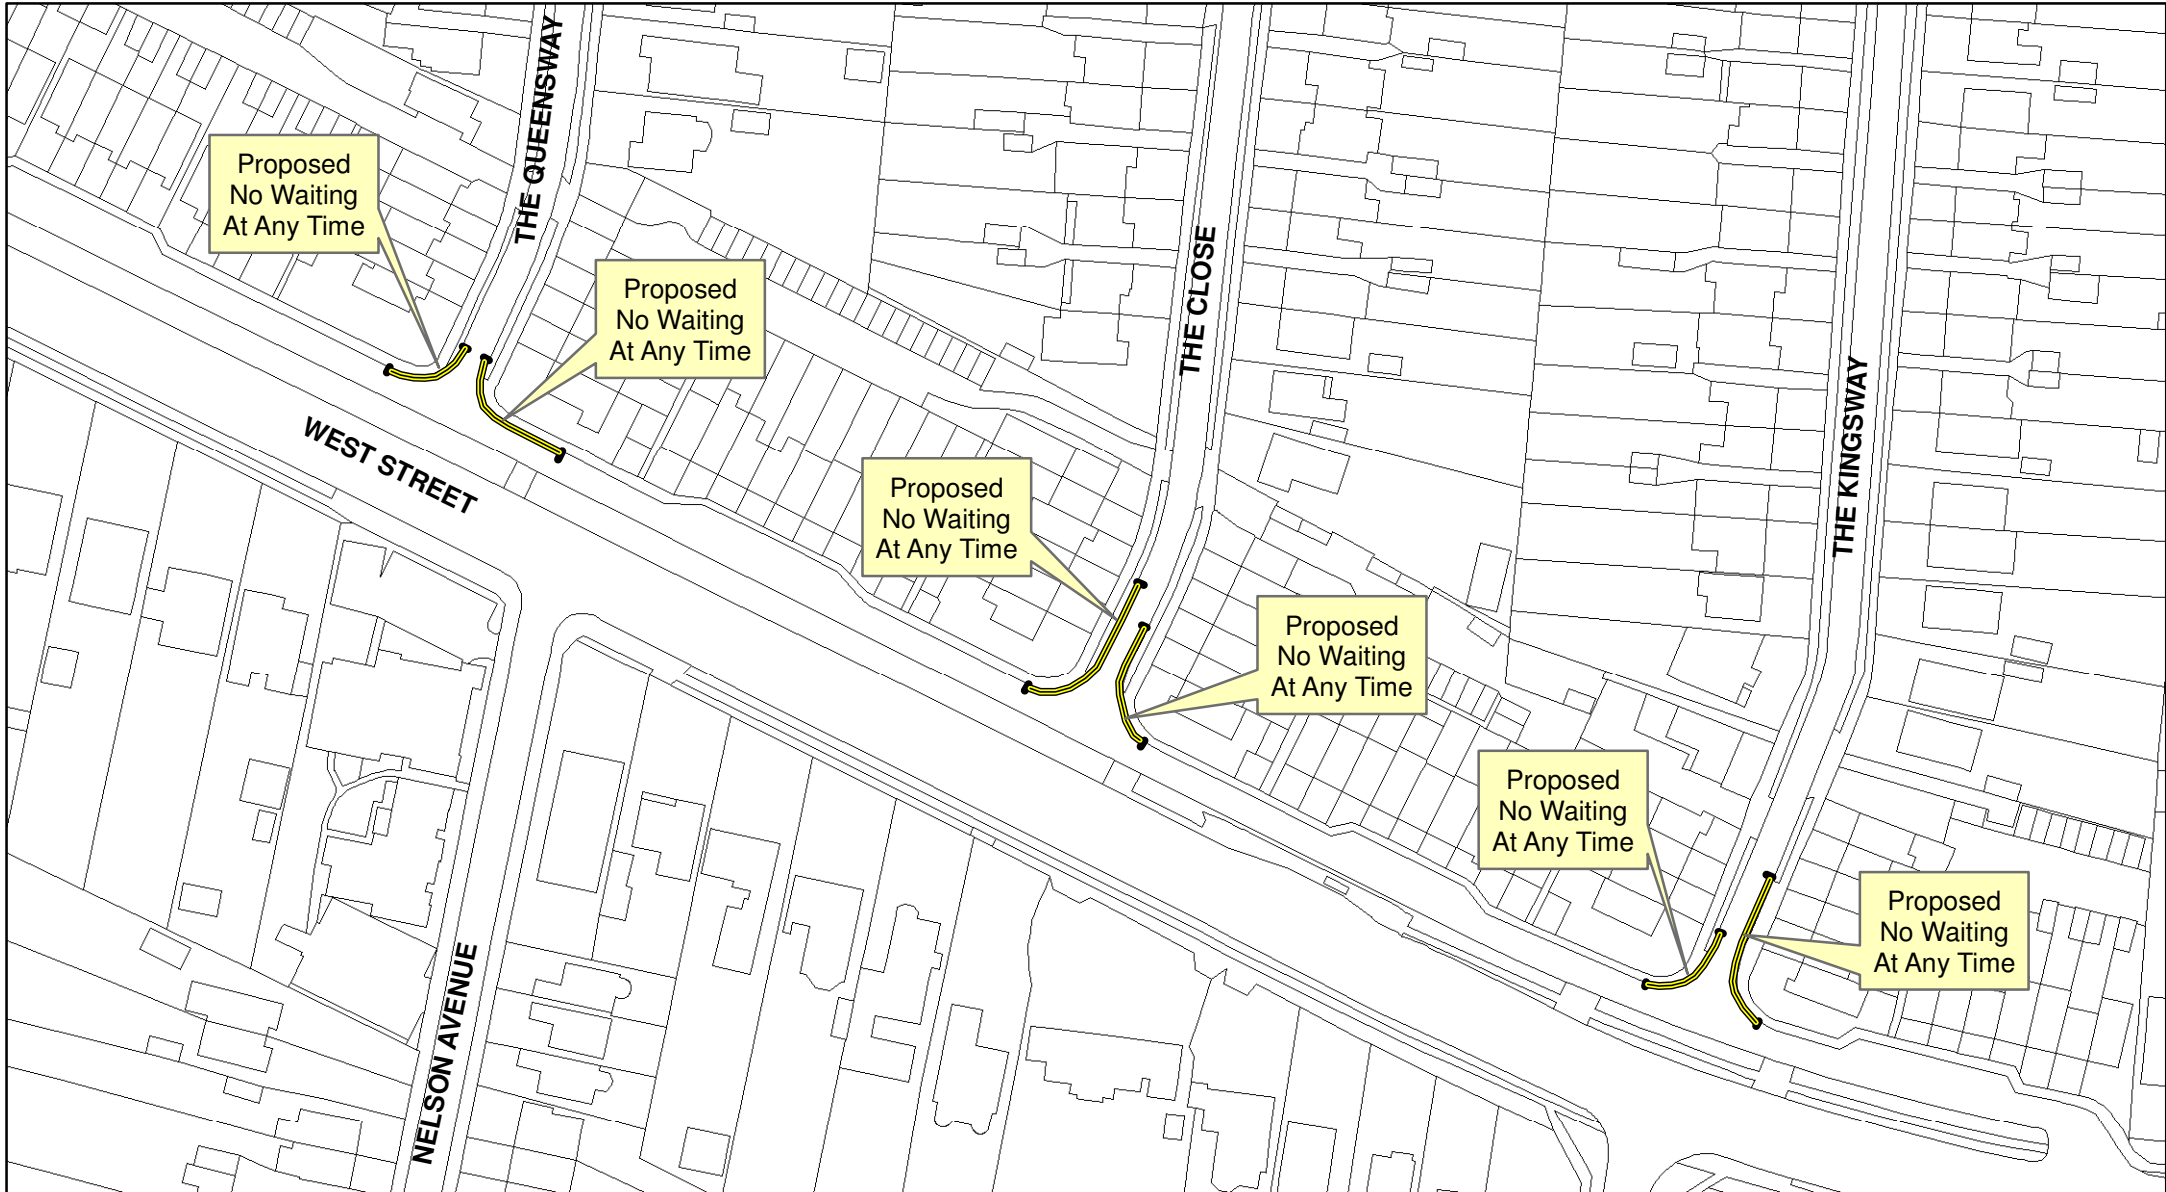 THE QUEENSWAY
Proposed
No Waiting
At Any Time
Proposed
No Waiting
At Any Time
THE CLOSE
THE KINGSWAY
WEST STREET
Proposed
No Waiting
At Any Time
Proposed
No Waiting
At Any Time
Proposed
No Waiting
At Any Time
Proposed
No Waiting
At Any Time
NELSON AVENUE